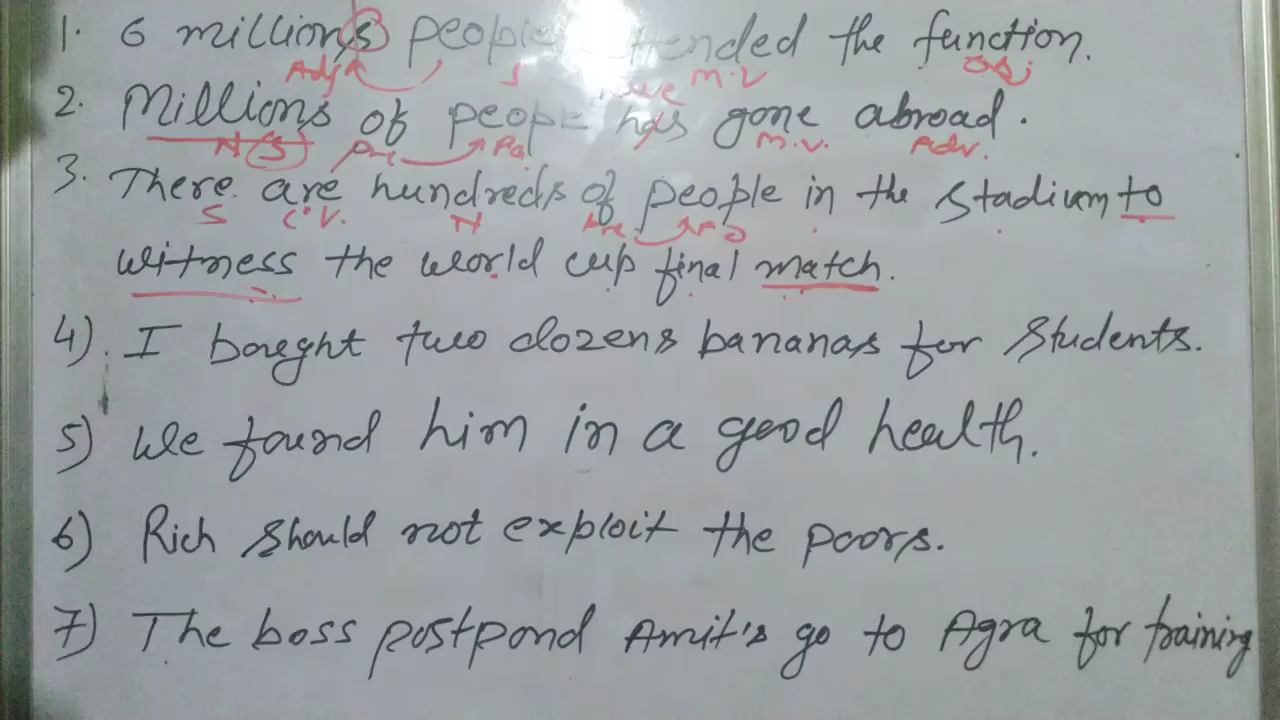 1. 6 millions people attended the function.
Adj S M.V Obj
have
2. Millions of people has gone abroad.
N(S) Pre M.V. Adv.
3. There are hundreds of people in the stadium to
S N Pre
witness the world cup final match.
4) I bought two dozens bananas for students.
5) We found him in a good health.
6) Rich should not exploit the poors.
7) The boss postpond Amit's go to Agra for training